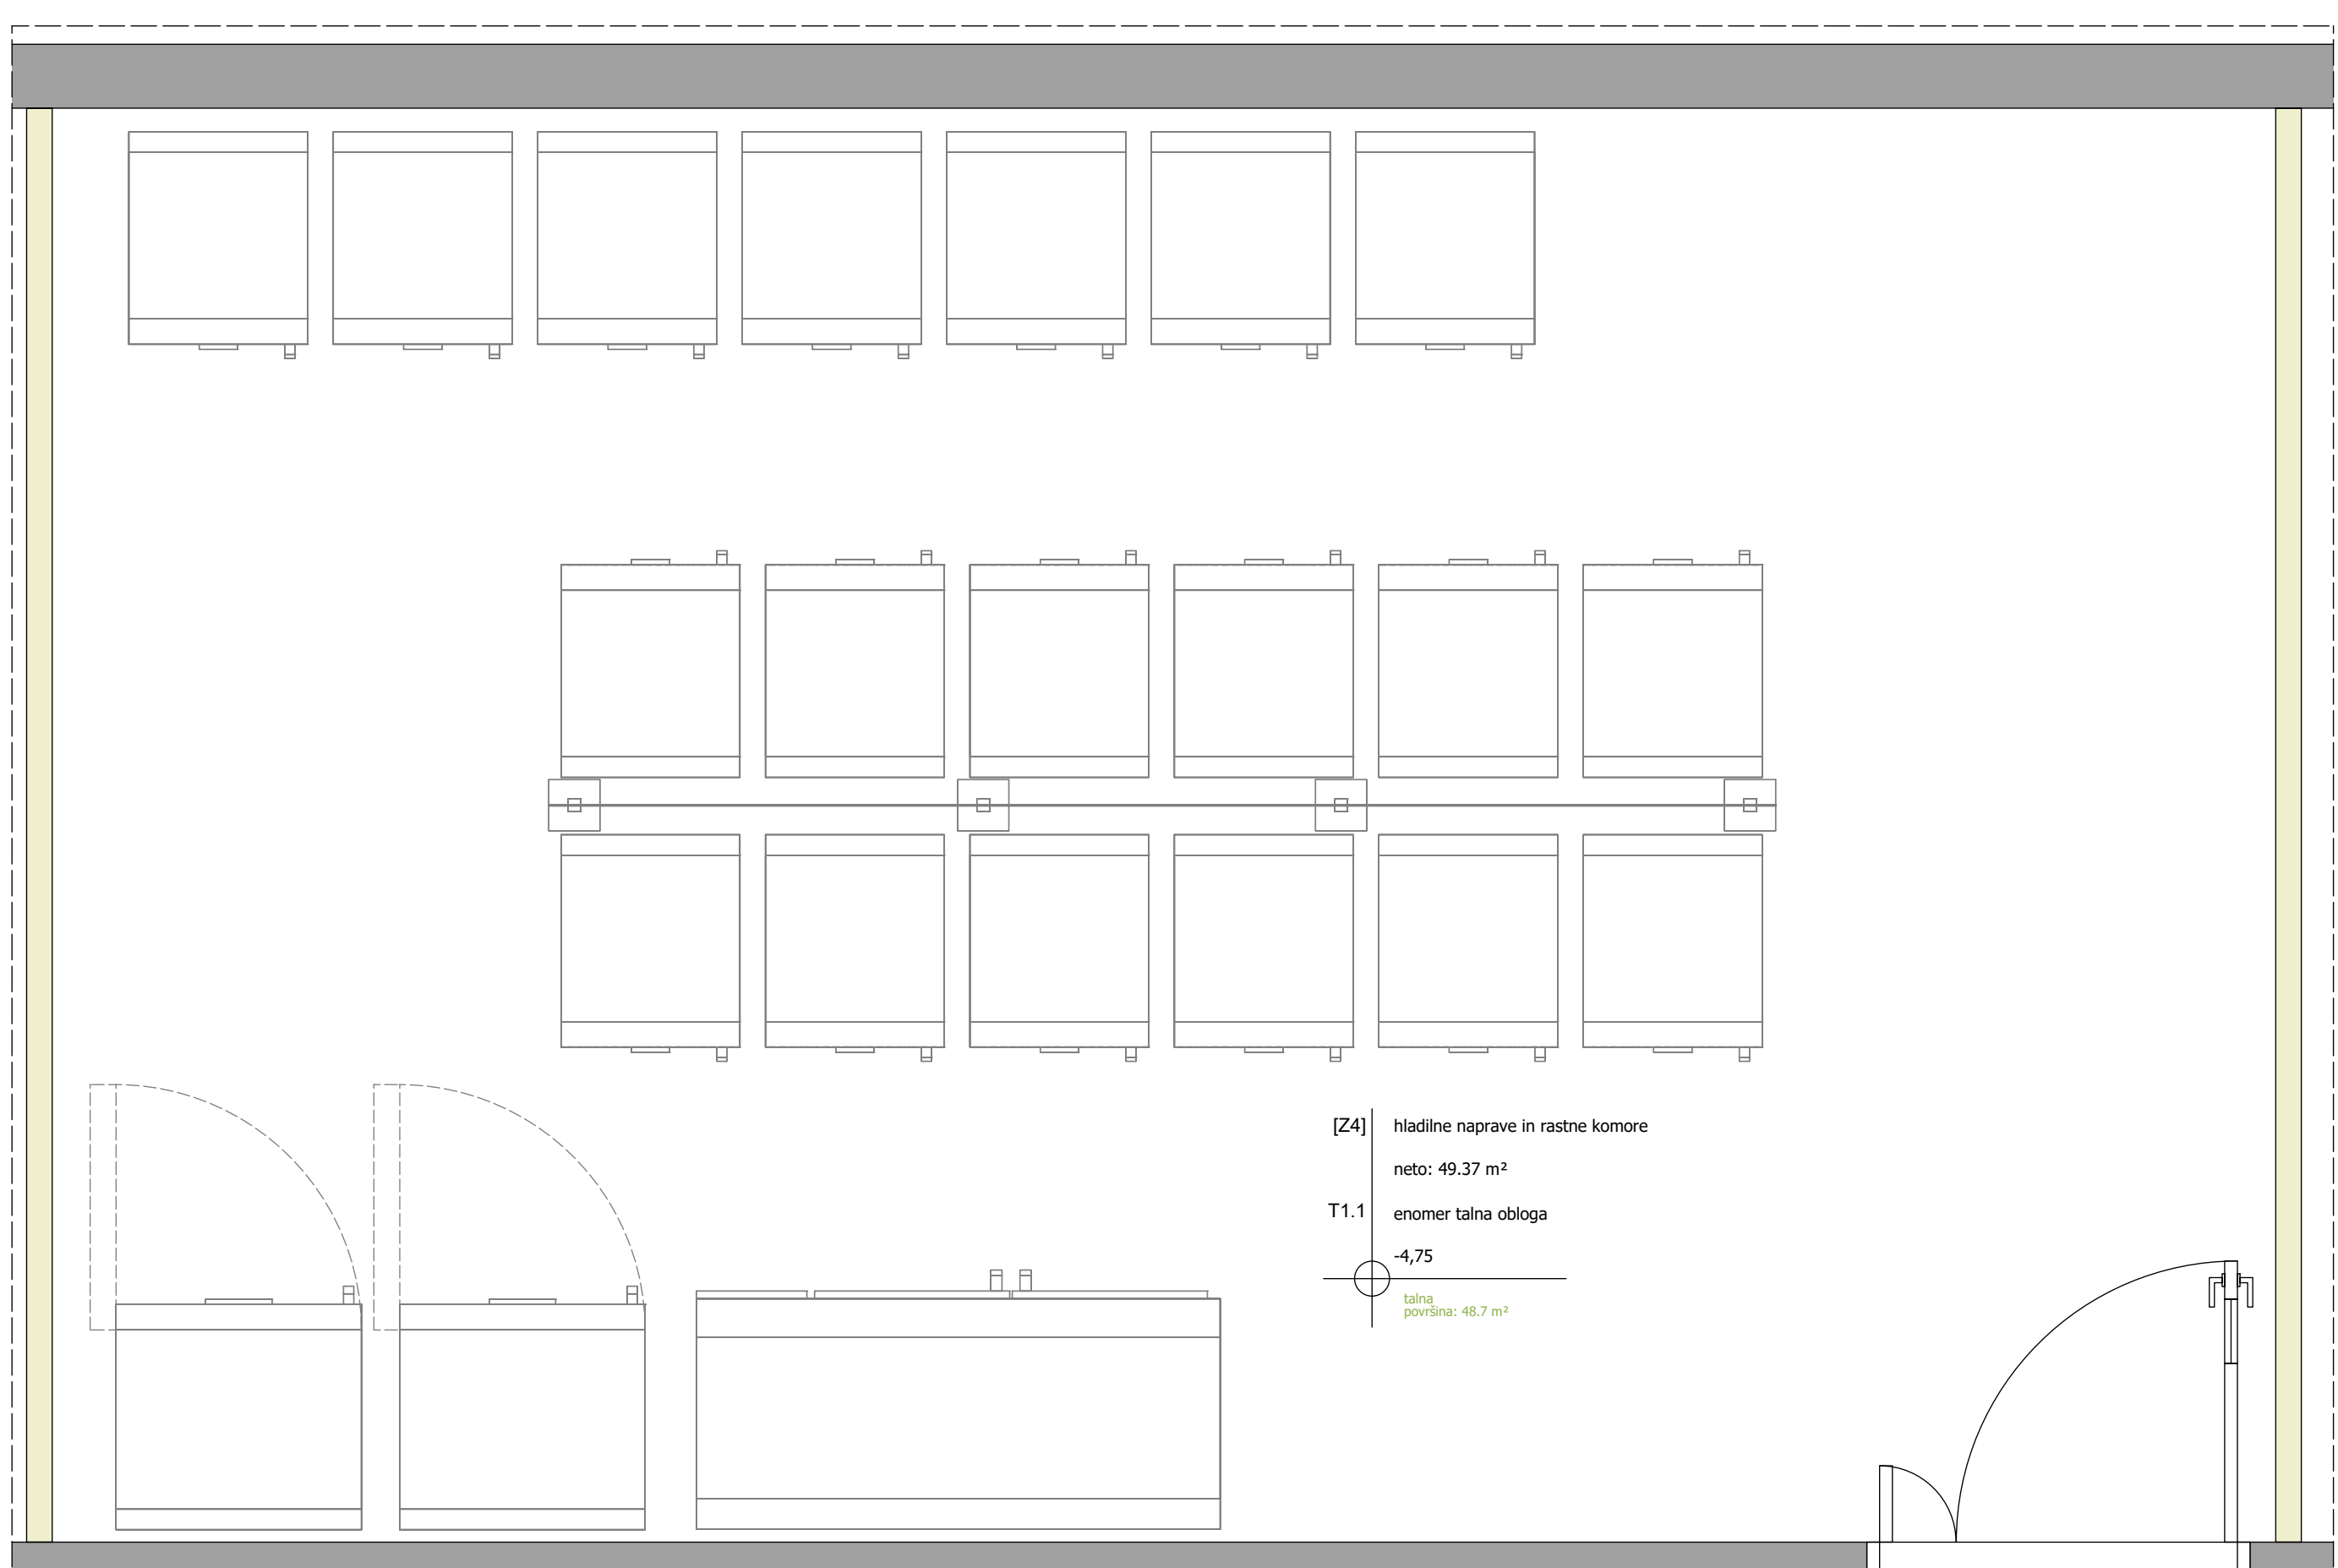 [Z4] hladilne naprave in rastne komore
neto: 49.37 m²
T1.1 enomer talna obloga
-4,75
talna
površina: 48.7 m²